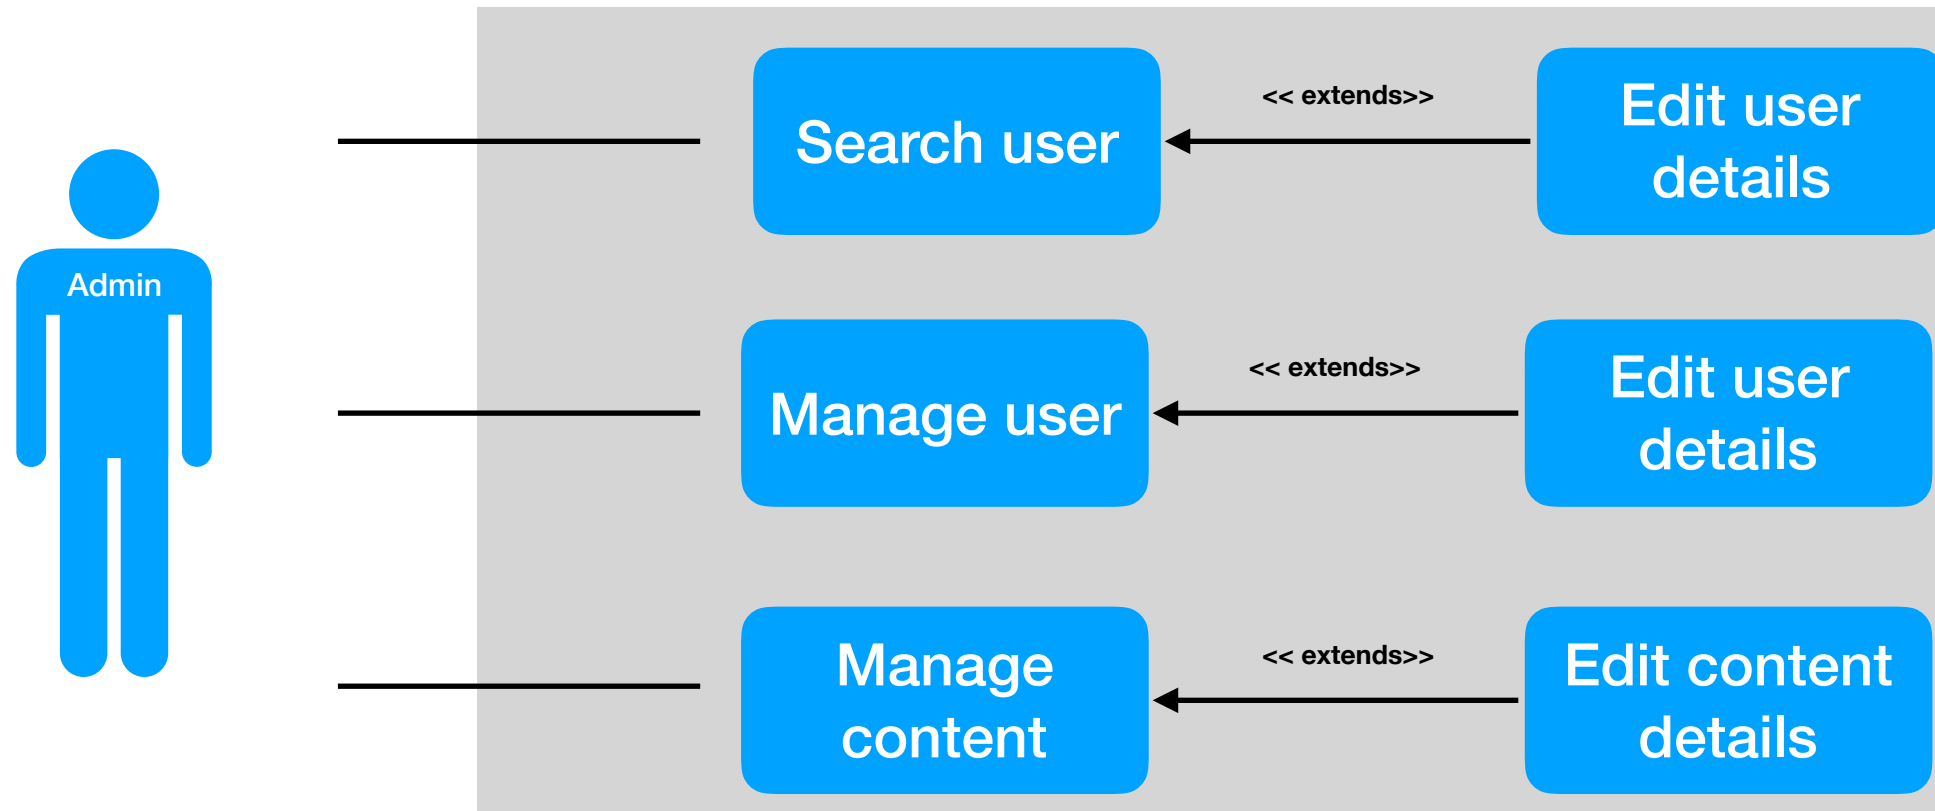 Admin
Search user
<< extends>>
Edit user
details
Manage user
<< extends>>
Edit user
details
Manage
content
<< extends>>
Edit content
details